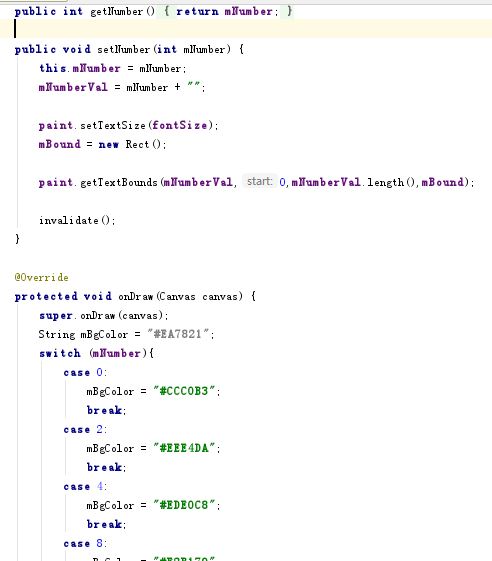 public int getNumber() { return mNumber; }
public void setNumber(int mNumber) {
this.mNumber = mNumber;
mNumberVal = mNumber + "";
paint.setTextSize(fontSize);
mBound = new Rect();
paint.getTextBounds(mNumberVal, start: 0,mNumberVal.length(),mBound);
invalidate();
}
@Override
protected void onDraw(Canvas canvas) {
super.onDraw(canvas);
String mBgColor = "#EA7821";
switch (mNumber){
case 0:
mBgColor = "#CCC0B3";
break;
case 2:
mBgColor = "#EEE4DA";
break;
case 4:
mBgColor = "#EDE0C8";
break;
case 8: